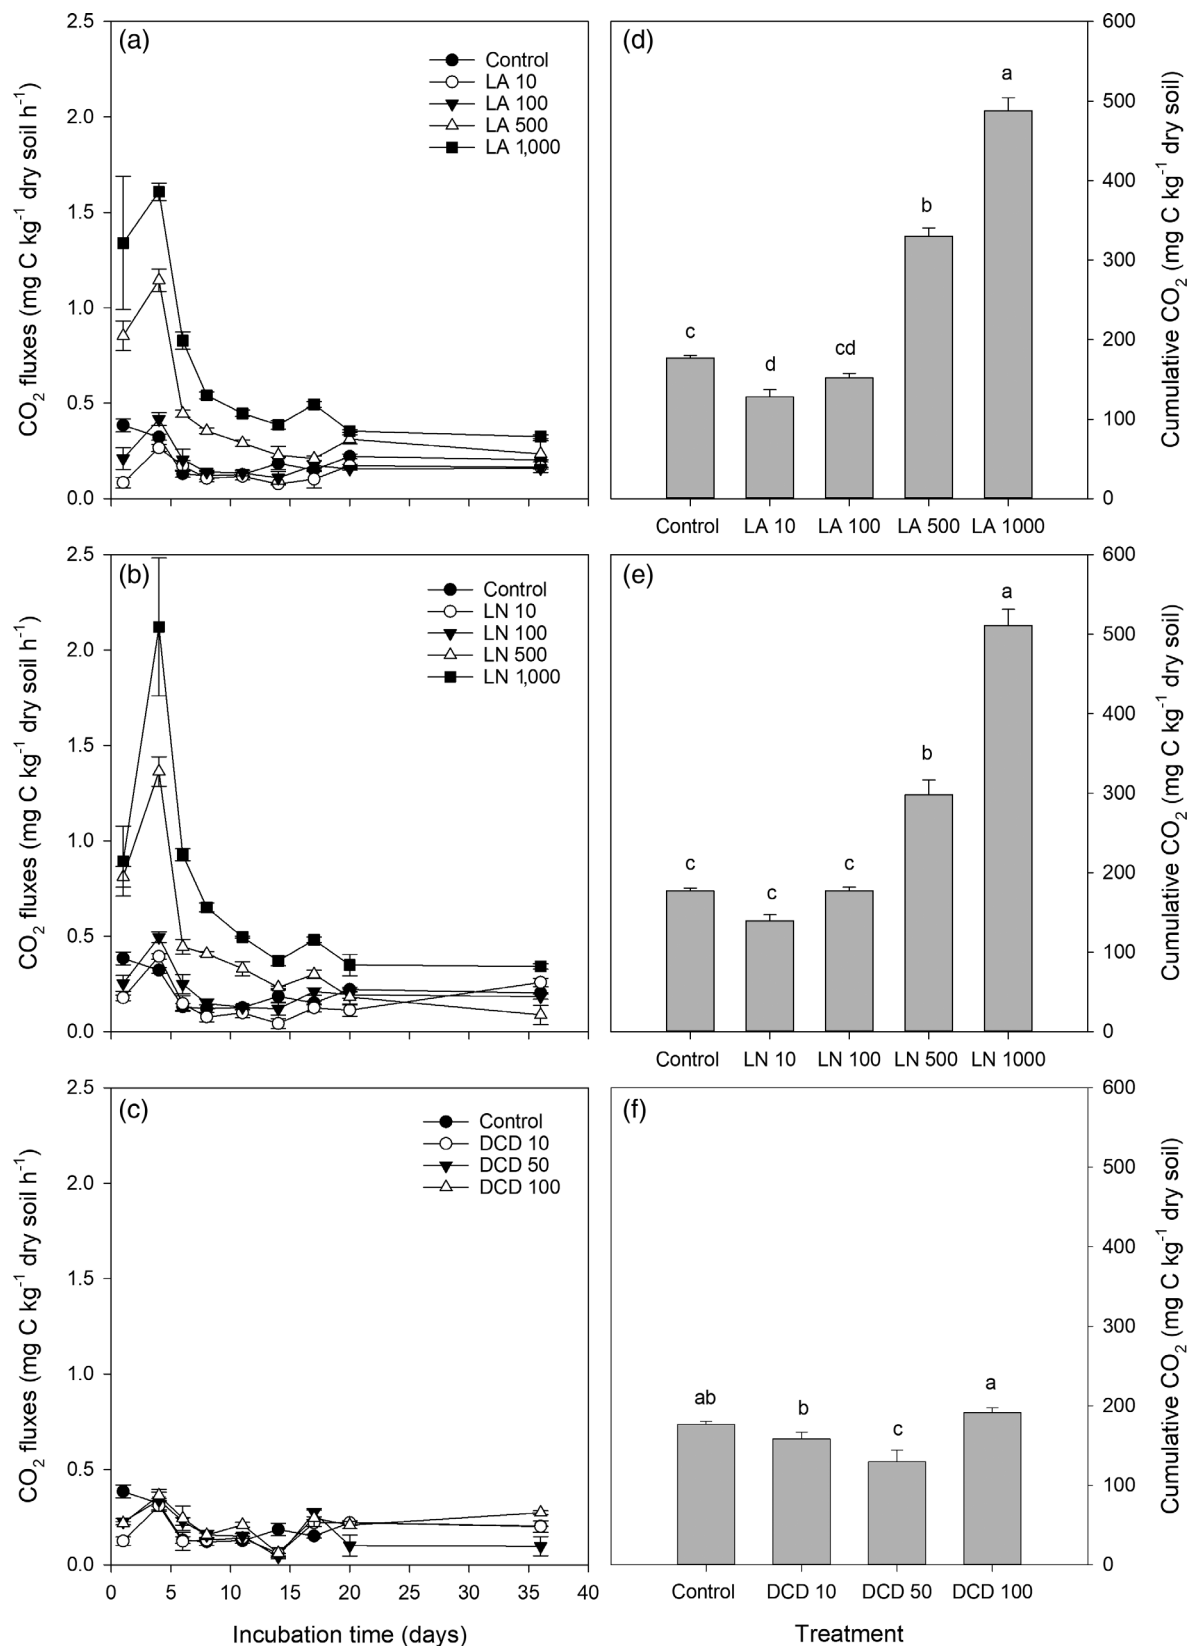 (a)
Control
LA 10
LA 100
LA 500
LA 1,000
2.5
2.0
1.5
1.0
0.5
0.0
CO₂ fluxes (mg C kg⁻¹ dry soil h⁻¹)
(d)
c
d
cd
b
a
600
500
400
300
200
100
0
Cumulative CO₂ (mg C kg⁻¹ dry soil)
Control LA 10 LA 100 LA 500 LA 1000
(b)
Control
LN 10
LN 100
LN 500
LN 1,000
2.5
2.0
1.5
1.0
0.5
0.0
CO₂ fluxes (mg C kg⁻¹ dry soil h⁻¹)
(e)
c
c
c
b
a
600
500
400
300
200
100
0
Cumulative CO₂ (mg C kg⁻¹ dry soil)
Control LN 10 LN 100 LN 500 LN 1000
(c)
Control
DCD 10
DCD 50
DCD 100
2.5
2.0
1.5
1.0
0.5
0.0
CO₂ fluxes (mg C kg⁻¹ dry soil h⁻¹)
0 5 10 15 20 25 30 35 40
Incubation time (days)
(f)
ab
b
c
a
600
500
400
300
200
100
0
Cumulative CO₂ (mg C kg⁻¹ dry soil)
Control DCD 10 DCD 50 DCD 100
Treatment